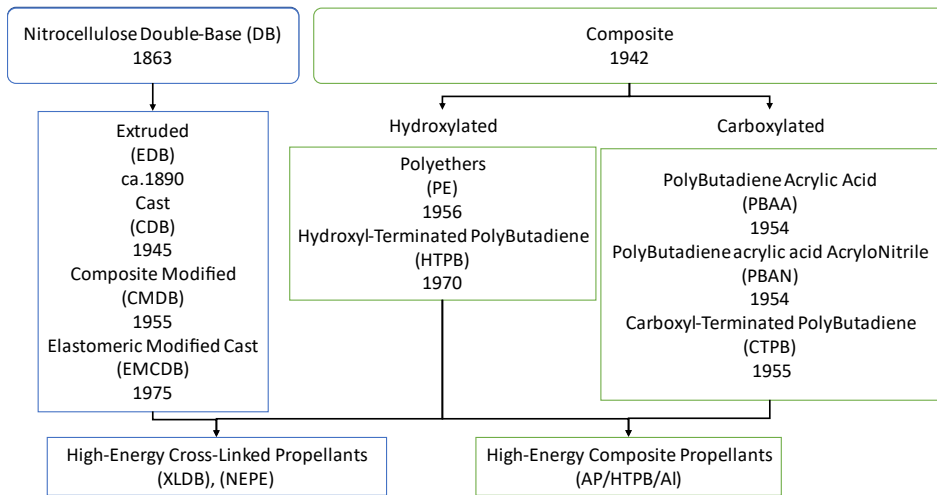 Nitrocellulose Double-Base (DB)
1863
Composite
1942
Hydroxylated
Carboxylated
Extruded
(EDB)
ca.1890
Cast
(CDB)
1945
Composite Modified
(CMDB)
1955
Elastomeric Modified Cast
(EMCDB)
1975
Polyethers
(PE)
1956
Hydroxyl-Terminated PolyButadiene
(HTPB)
1970
PolyButadiene Acrylic Acid
(PBAA)
1954
PolyButadiene acrylic acid AcryloNitrile
(PBAN)
1954
Carboxyl-Terminated PolyButadiene
(CTPB)
1955
High-Energy Cross-Linked Propellants
(XLDB), (NEPE)
High-Energy Composite Propellants
(AP/HTPB/Al)